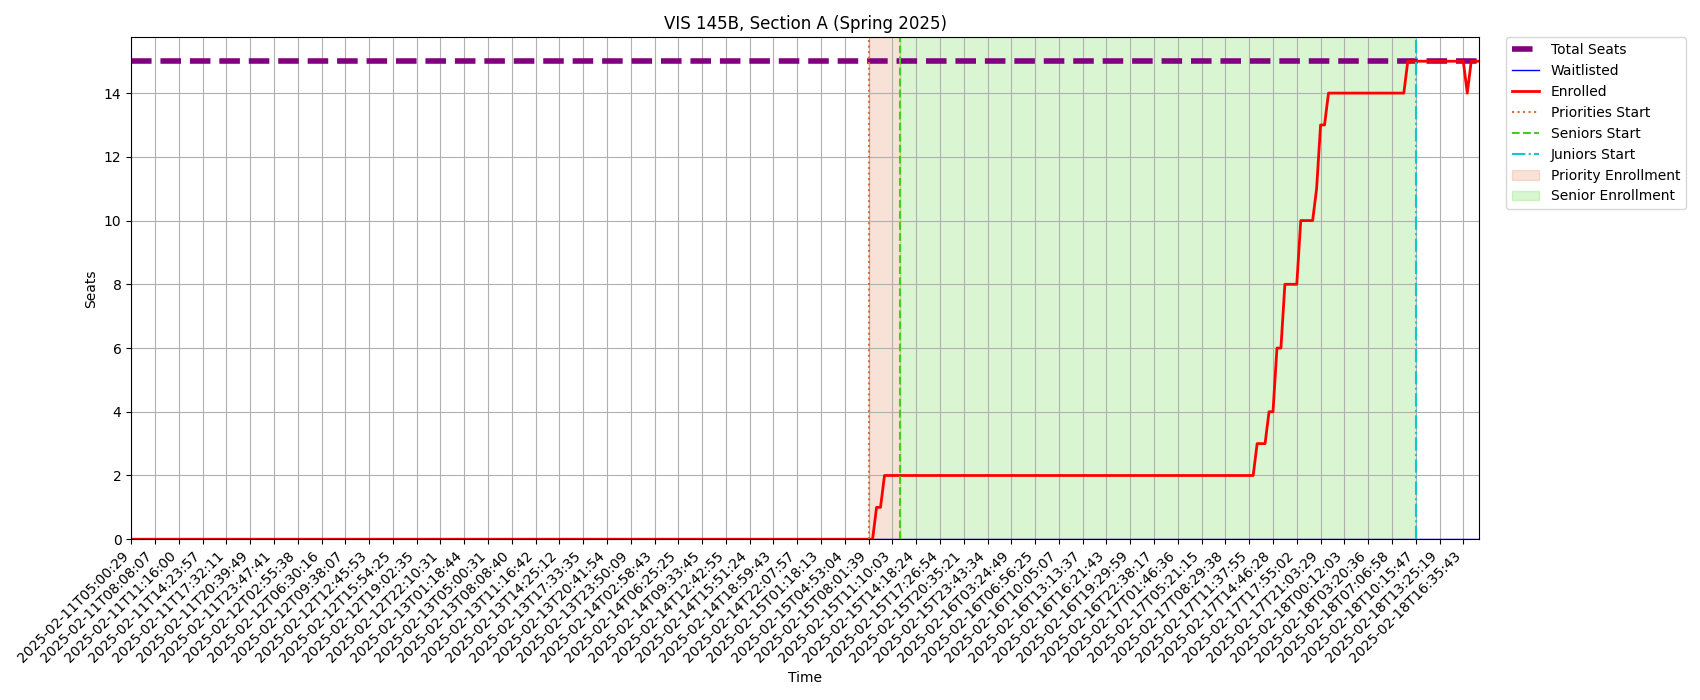 VIS 145B, Section A (Spring 2025)
Total Seats
Waitlisted
Enrolled
Priorities Start
Seniors Start
Juniors Start
Priority Enrollment
Senior Enrollment
Seats
14
12
10
8
6
4
2
0
2025-02-11T05:00:29
2025-02-11T08:08:07
2025-02-11T11:16:00
2025-02-11T14:23:57
2025-02-11T17:32:11
2025-02-11T20:39:49
2025-02-11T23:47:41
2025-02-12T02:55:38
2025-02-12T06:30:16
2025-02-12T09:38:07
2025-02-12T12:45:53
2025-02-12T15:54:25
2025-02-12T19:02:35
2025-02-12T22:10:31
2025-02-13T01:18:44
2025-02-13T05:00:31
2025-02-13T08:08:40
2025-02-13T11:16:42
2025-02-13T14:25:12
2025-02-13T17:33:35
2025-02-13T20:41:54
2025-02-13T23:50:09
2025-02-14T02:58:43
2025-02-14T06:25:25
2025-02-14T09:33:45
2025-02-14T12:42:55
2025-02-14T15:51:24
2025-02-14T18:59:43
2025-02-14T22:07:57
2025-02-15T01:18:13
2025-02-15T04:53:04
2025-02-15T08:01:39
2025-02-15T11:10:03
2025-02-15T14:18:24
2025-02-15T17:26:54
2025-02-15T20:35:21
2025-02-15T23:43:34
2025-02-16T03:24:49
2025-02-16T06:56:25
2025-02-16T10:05:07
2025-02-16T13:13:37
2025-02-16T16:21:43
2025-02-16T19:29:59
2025-02-16T22:38:17
2025-02-17T01:46:36
2025-02-17T05:21:15
2025-02-17T08:29:38
2025-02-17T11:37:55
2025-02-17T14:46:28
2025-02-17T17:55:02
2025-02-17T21:03:29
2025-02-18T00:12:03
2025-02-18T03:20:36
2025-02-18T07:06:58
2025-02-18T10:15:47
2025-02-18T13:25:19
2025-02-18T16:35:43
Time